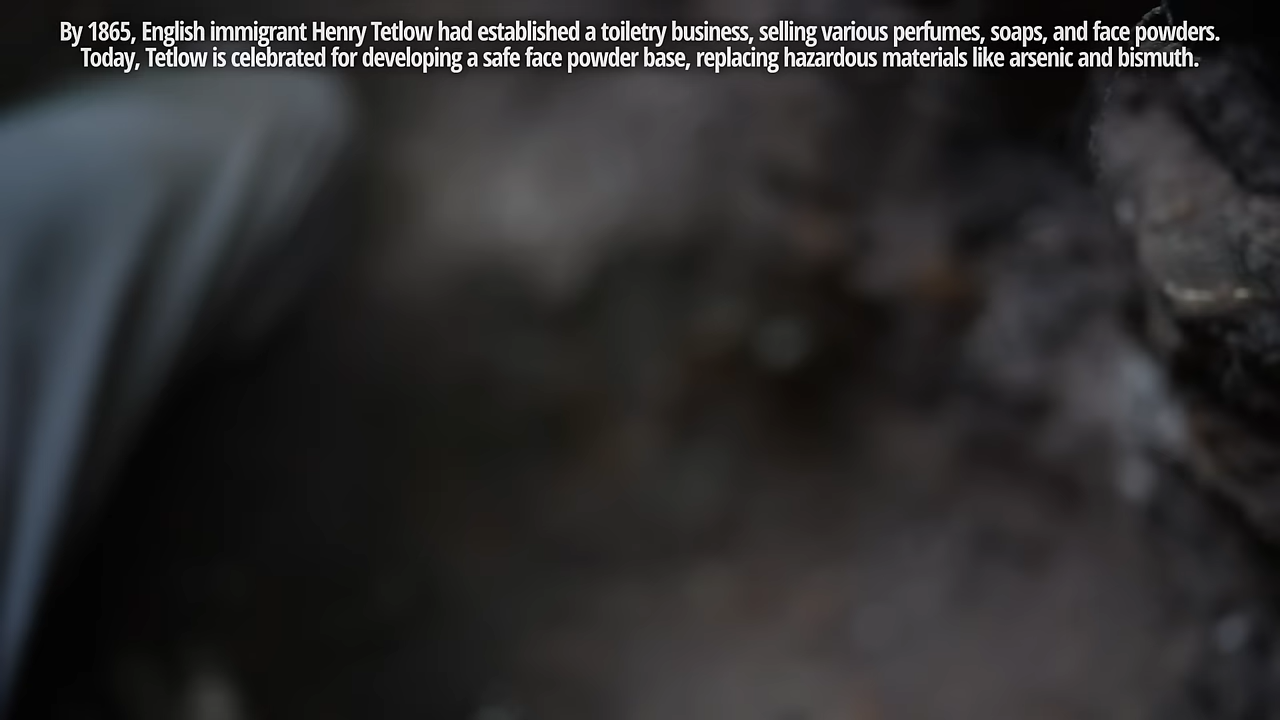 By 1865, English immigrant Henry Tetlow had established a toiletry business, selling various perfumes, soaps, and face powders.
Today, Tetlow is celebrated for developing a safe face powder base, replacing hazardous materials like arsenic and bismuth.